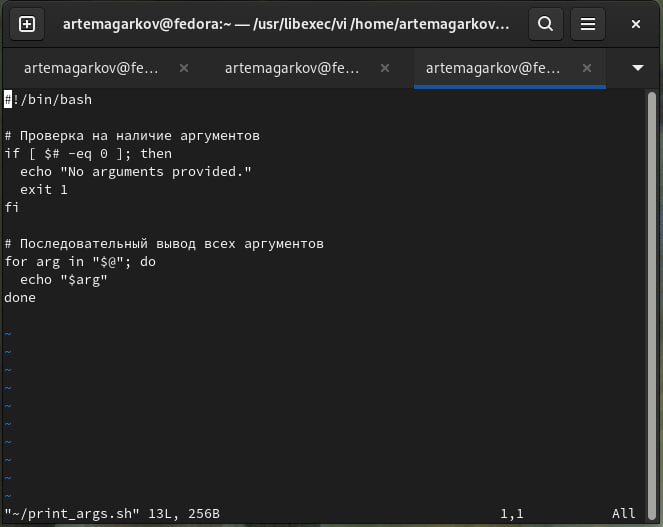 artemagarkov@fedora:~ — /usr/libexec/vi /home/artemagarkov...
artemagarkov@fe...
artemagarkov@fe...
artemagarkov@fe...
#!/bin/bash
# Проверка на наличие аргументов
if [ $# -eq 0 ]; then
  echo "No arguments provided."
  exit 1
fi
# Последовательный вывод всех аргументов
for arg in "$@"; do
  echo "$arg"
done
~
~
~
~
~
~
~
~
~
~
"~/print_args.sh" 13L, 256B 1,1 All